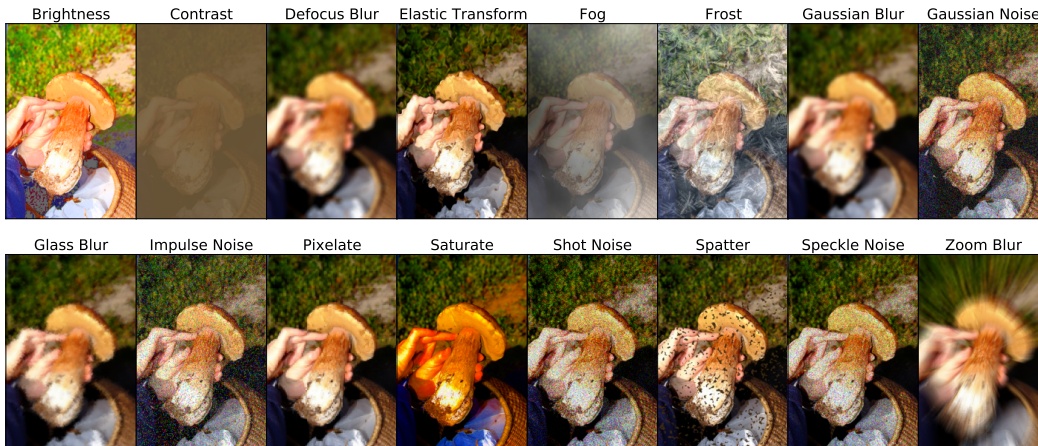 Brightness Contrast Defocus Blur Elastic Transform Fog Frost Gaussian Blur Gaussian Noise
Glass Blur Impulse Noise Pixelate Saturate Shot Noise Spatter Speckle Noise Zoom Blur